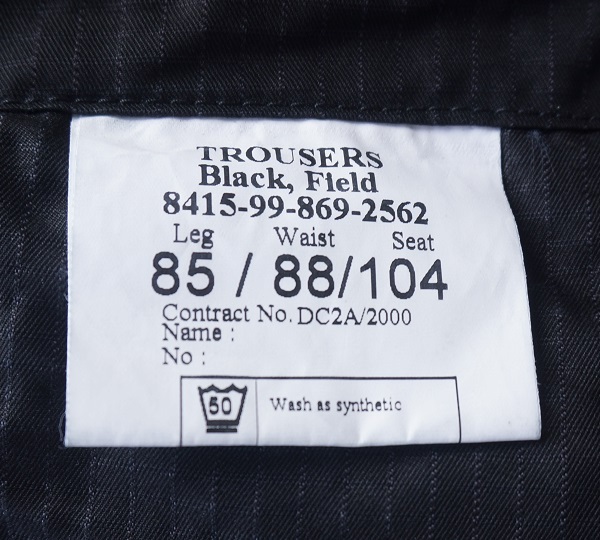 TROUSERS
Black, Field
8415-99-869-2562
Leg Waist Seat
85 / 88/104
Contract No. DC2A/2000
Name :
No :
50 Wash as synthetic